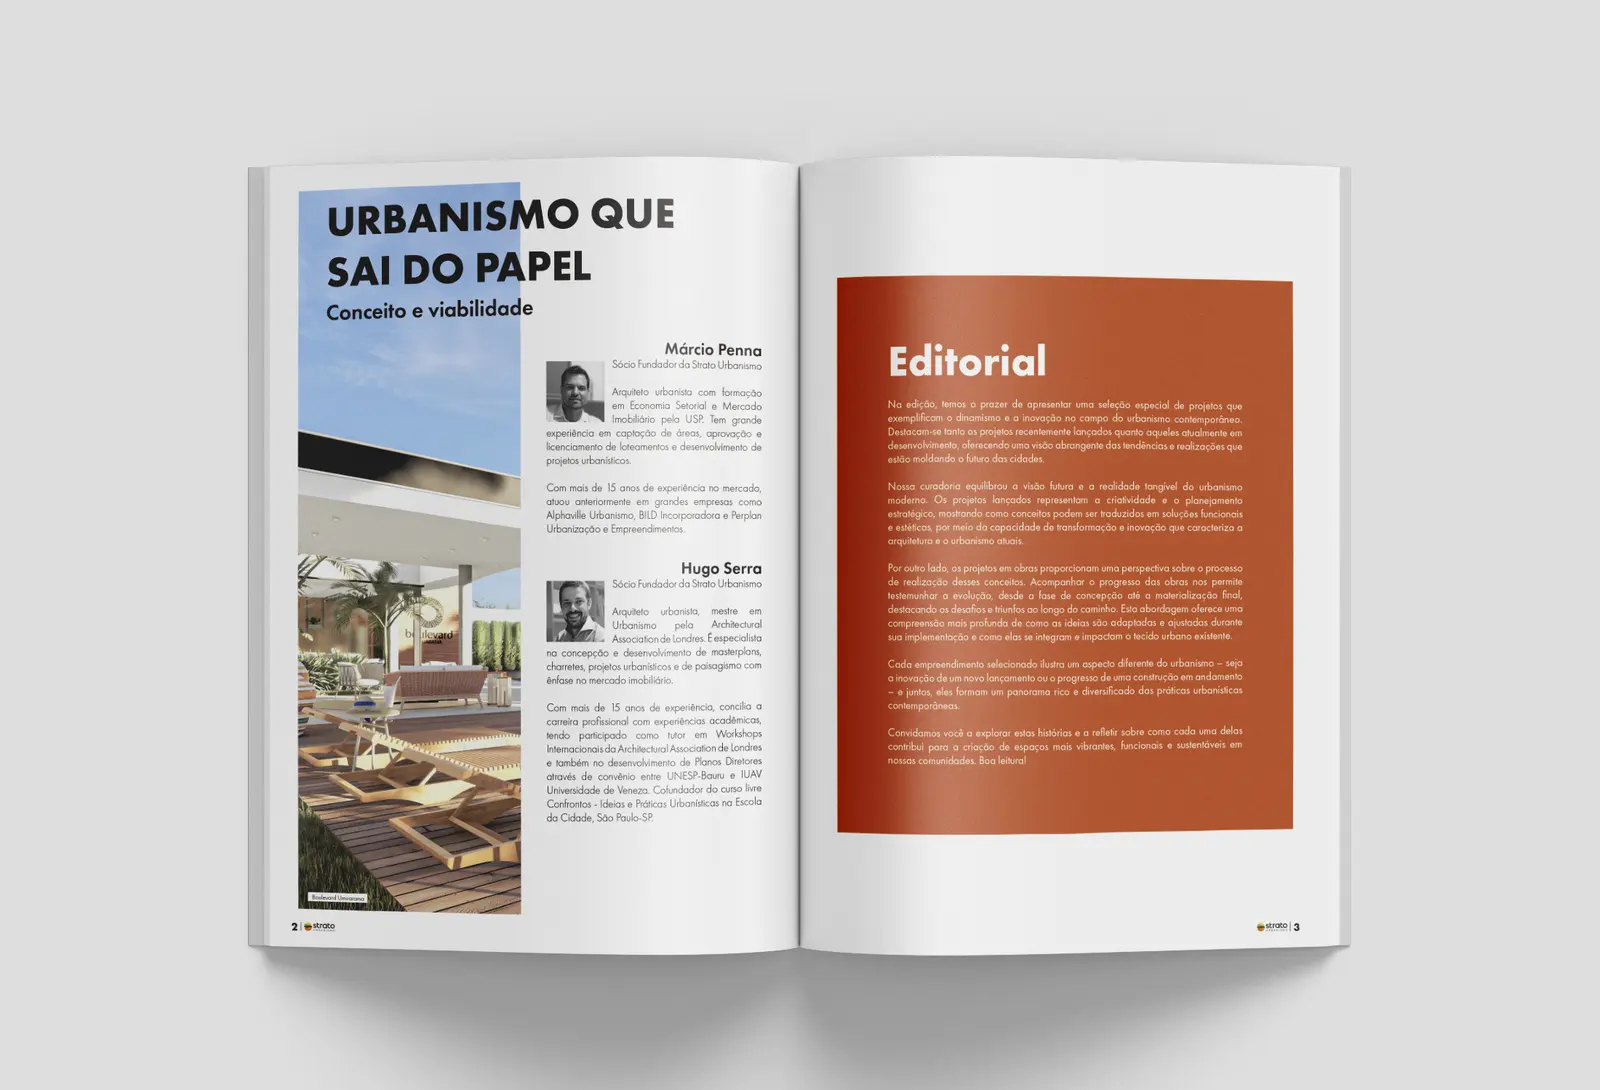 URBANISMO QUE
SAI DO PAPEL
Conceito e viabilidade
Márcio Penna
Sócio Fundador da Strato Urbanismo
Arquiteto urbanista com formação
em Economia Setorial e Mercado
Imobiliário pela USP. Tem grande
experiência em captação de áreas, aprovação e
licenciamento de loteamentos e desenvolvimento de
projetos urbanísticos.
Com mais de 15 anos de experiência no mercado,
atuou anteriormente em grandes empresas como
Alphaville Urbanismo, BILD Incorporadora e Perplan
Urbanização e Empreendimentos.
Hugo Serra
Sócio Fundador da Strato Urbanismo
Arquiteto urbanista, mestre em
Urbanismo pela Architectural
Association de Londres. É especialista
na concepção e desenvolvimento de masterplans,
charretes, projetos urbanísticos e de paisagismo com
ênfase no mercado imobiliário.
Com mais de 15 anos de experiência, concilia a
carreira profissional com experiências acadêmicas,
tendo participado como tutor em Workshops
Internacionais da Architectural Association de Londres
e também no desenvolvimento de Planos Diretores
através de convênio entre UNESP-Bauru e IUAV
Universidade de Veneza. Cofundador do curso livre
Confrontos - Ideias e Práticas Urbanísticas na Escola
da Cidade, São Paulo-SP.
boulevard
Boulevard Umuarama
2 | strato
Editorial
Na edição, temos o prazer de apresentar uma seleção especial de projetos que
exemplificam o dinamismo e a inovação no campo do urbanismo contemporâneo.
Destacam-se tanto os projetos recentemente lançados quanto aqueles atualmente em
desenvolvimento, oferecendo uma visão abrangente das tendências e realizações que
estão moldando o futuro das cidades.
Nossa curadoria equilibrou a visão futura e a realidade tangível do urbanismo
moderno. Os projetos lançados representam a criatividade e o planejamento
estratégico, mostrando como conceitos podem ser traduzidos em soluções funcionais
e estéticas, por meio da capacidade de transformação e inovação que caracteriza a
arquitetura e o urbanismo atuais.
Por outro lado, os projetos em obras proporcionam uma perspectiva sobre o processo
de realização desses conceitos. Acompanhar o progresso das obras nos permite
testemunhar a evolução, desde a fase de concepção até a materialização final,
destacando os desafios e triunfos ao longo do caminho. Esta abordagem oferece uma
compreensão mais profunda de como as ideias são adaptadas e ajustadas durante
sua implementação e como elas se integram e impactam o tecido urbano existente.
Cada empreendimento selecionado ilustra um aspecto diferente do urbanismo – seja
a inovação de um novo lançamento ou o progresso de uma construção em andamento
– e juntos, eles formam um panorama rico e diversificado das práticas urbanísticas
contemporâneas.
Convidamos você a explorar estas histórias e a refletir sobre como cada uma delas
contribui para a criação de espaços mais vibrantes, funcionais e sustentáveis em
nossas comunidades. Boa leitura!
strato | 3